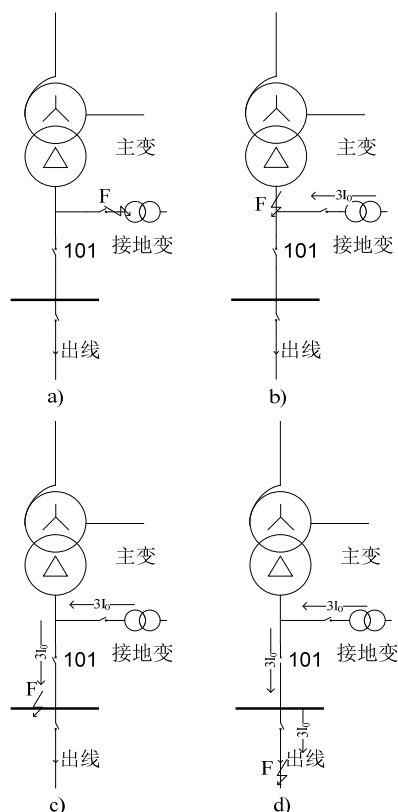 主变
F
接地变
101
出线
a)
主变
F
3I₀
接地变
101
出线
b)
主变
3I₀
接地变
3I₀
101
F
出线
c)
主变
3I₀
接地变
3I₀
101
3I₀
出线
F
d)